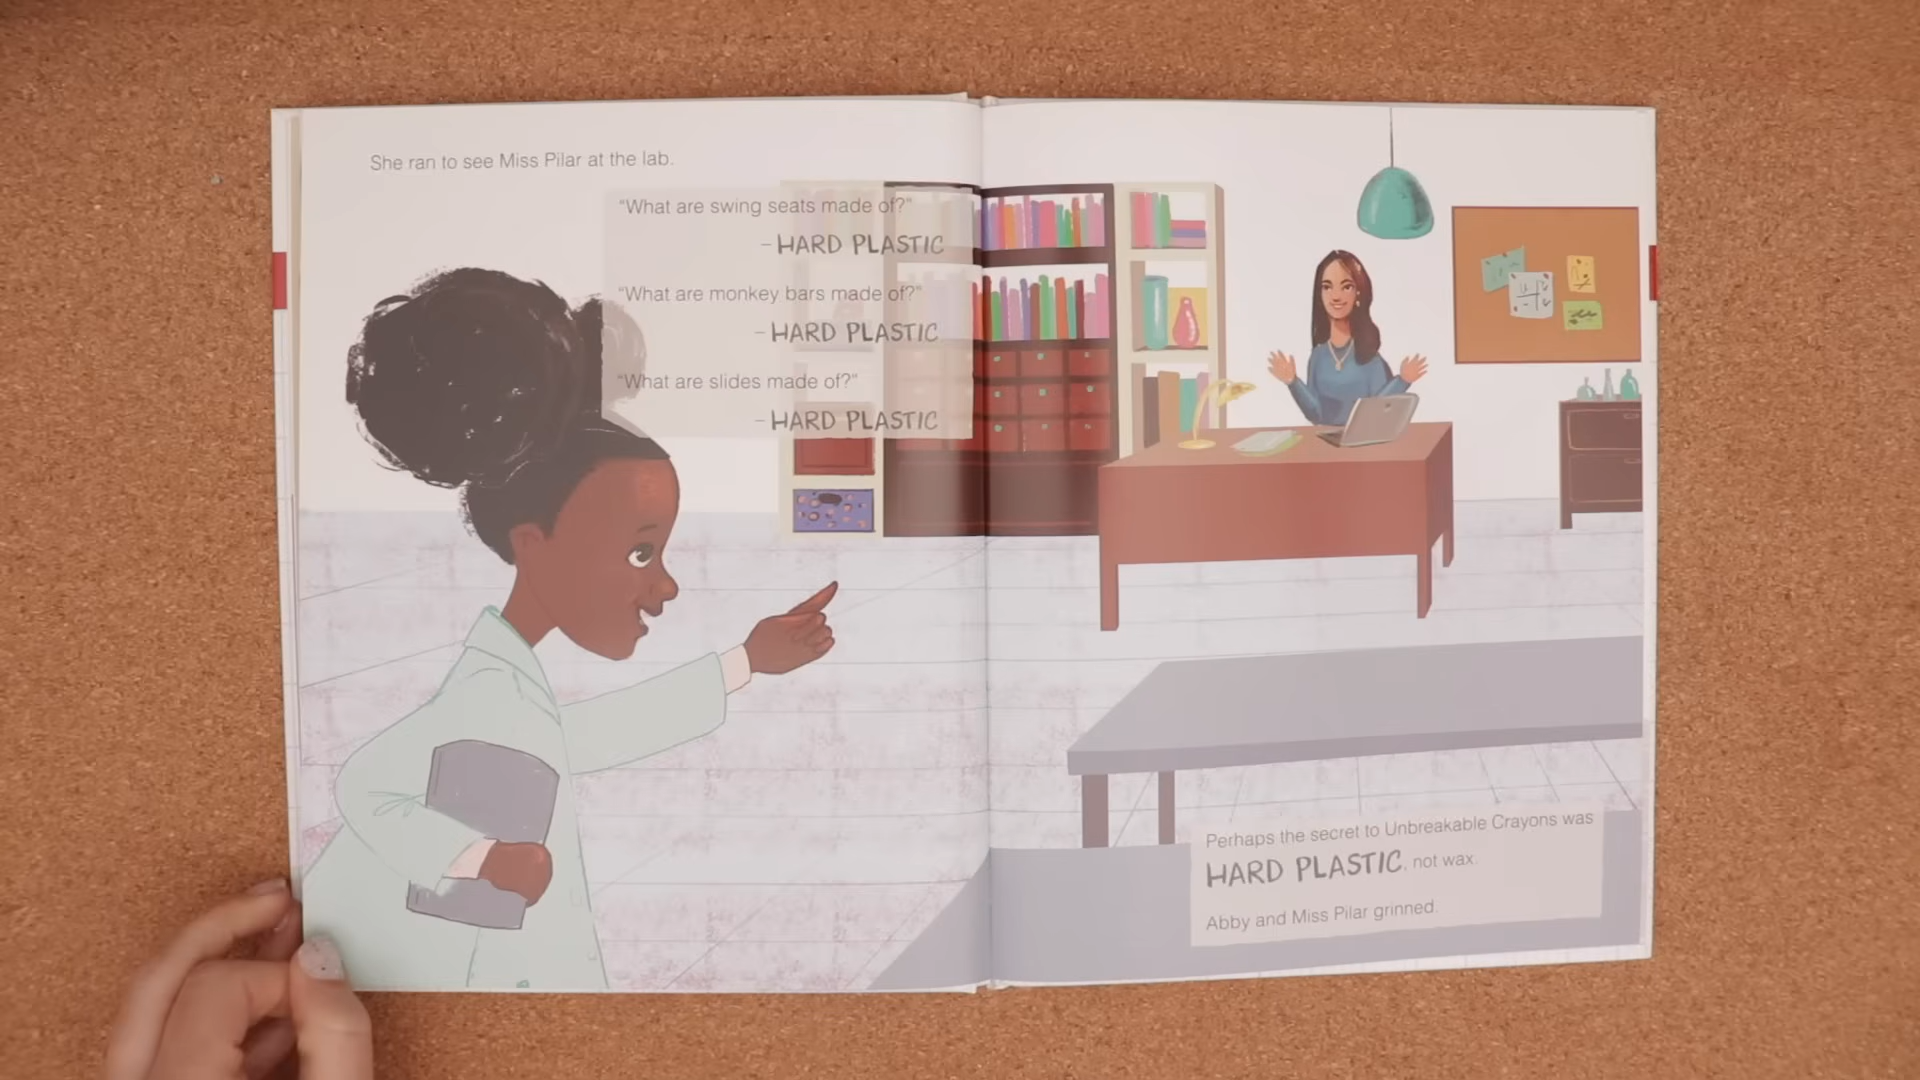 She ran to see Miss Pilar at the lab.
“What are swing seats made of?”
– HARD PLASTIC
“What are monkey bars made of?”
– HARD PLASTIC
“What are slides made of?”
– HARD PLASTIC
Perhaps the secret to Unbreakable Crayons was
HARD PLASTIC, not wax.
Abby and Miss Pilar grinned.